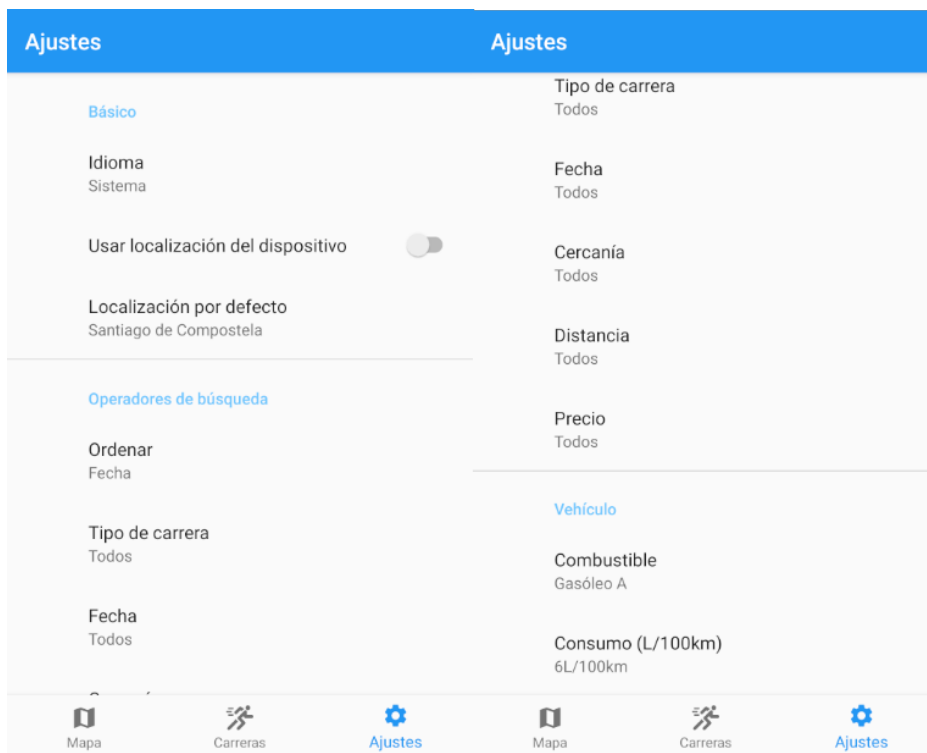 Ajustes
Básico
Idioma
Sistema
Usar localización del dispositivo
Localización por defecto
Santiago de Compostela
Operadores de búsqueda
Ordenar
Fecha
Tipo de carrera
Todos
Fecha
Todos
Mapa
Carreras
Ajustes
Ajustes
Tipo de carrera
Todos
Fecha
Todos
Cercanía
Todos
Distancia
Todos
Precio
Todos
Vehículo
Combustible
Gasóleo A
Consumo (L/100km)
6L/100km
Mapa
Carreras
Ajustes